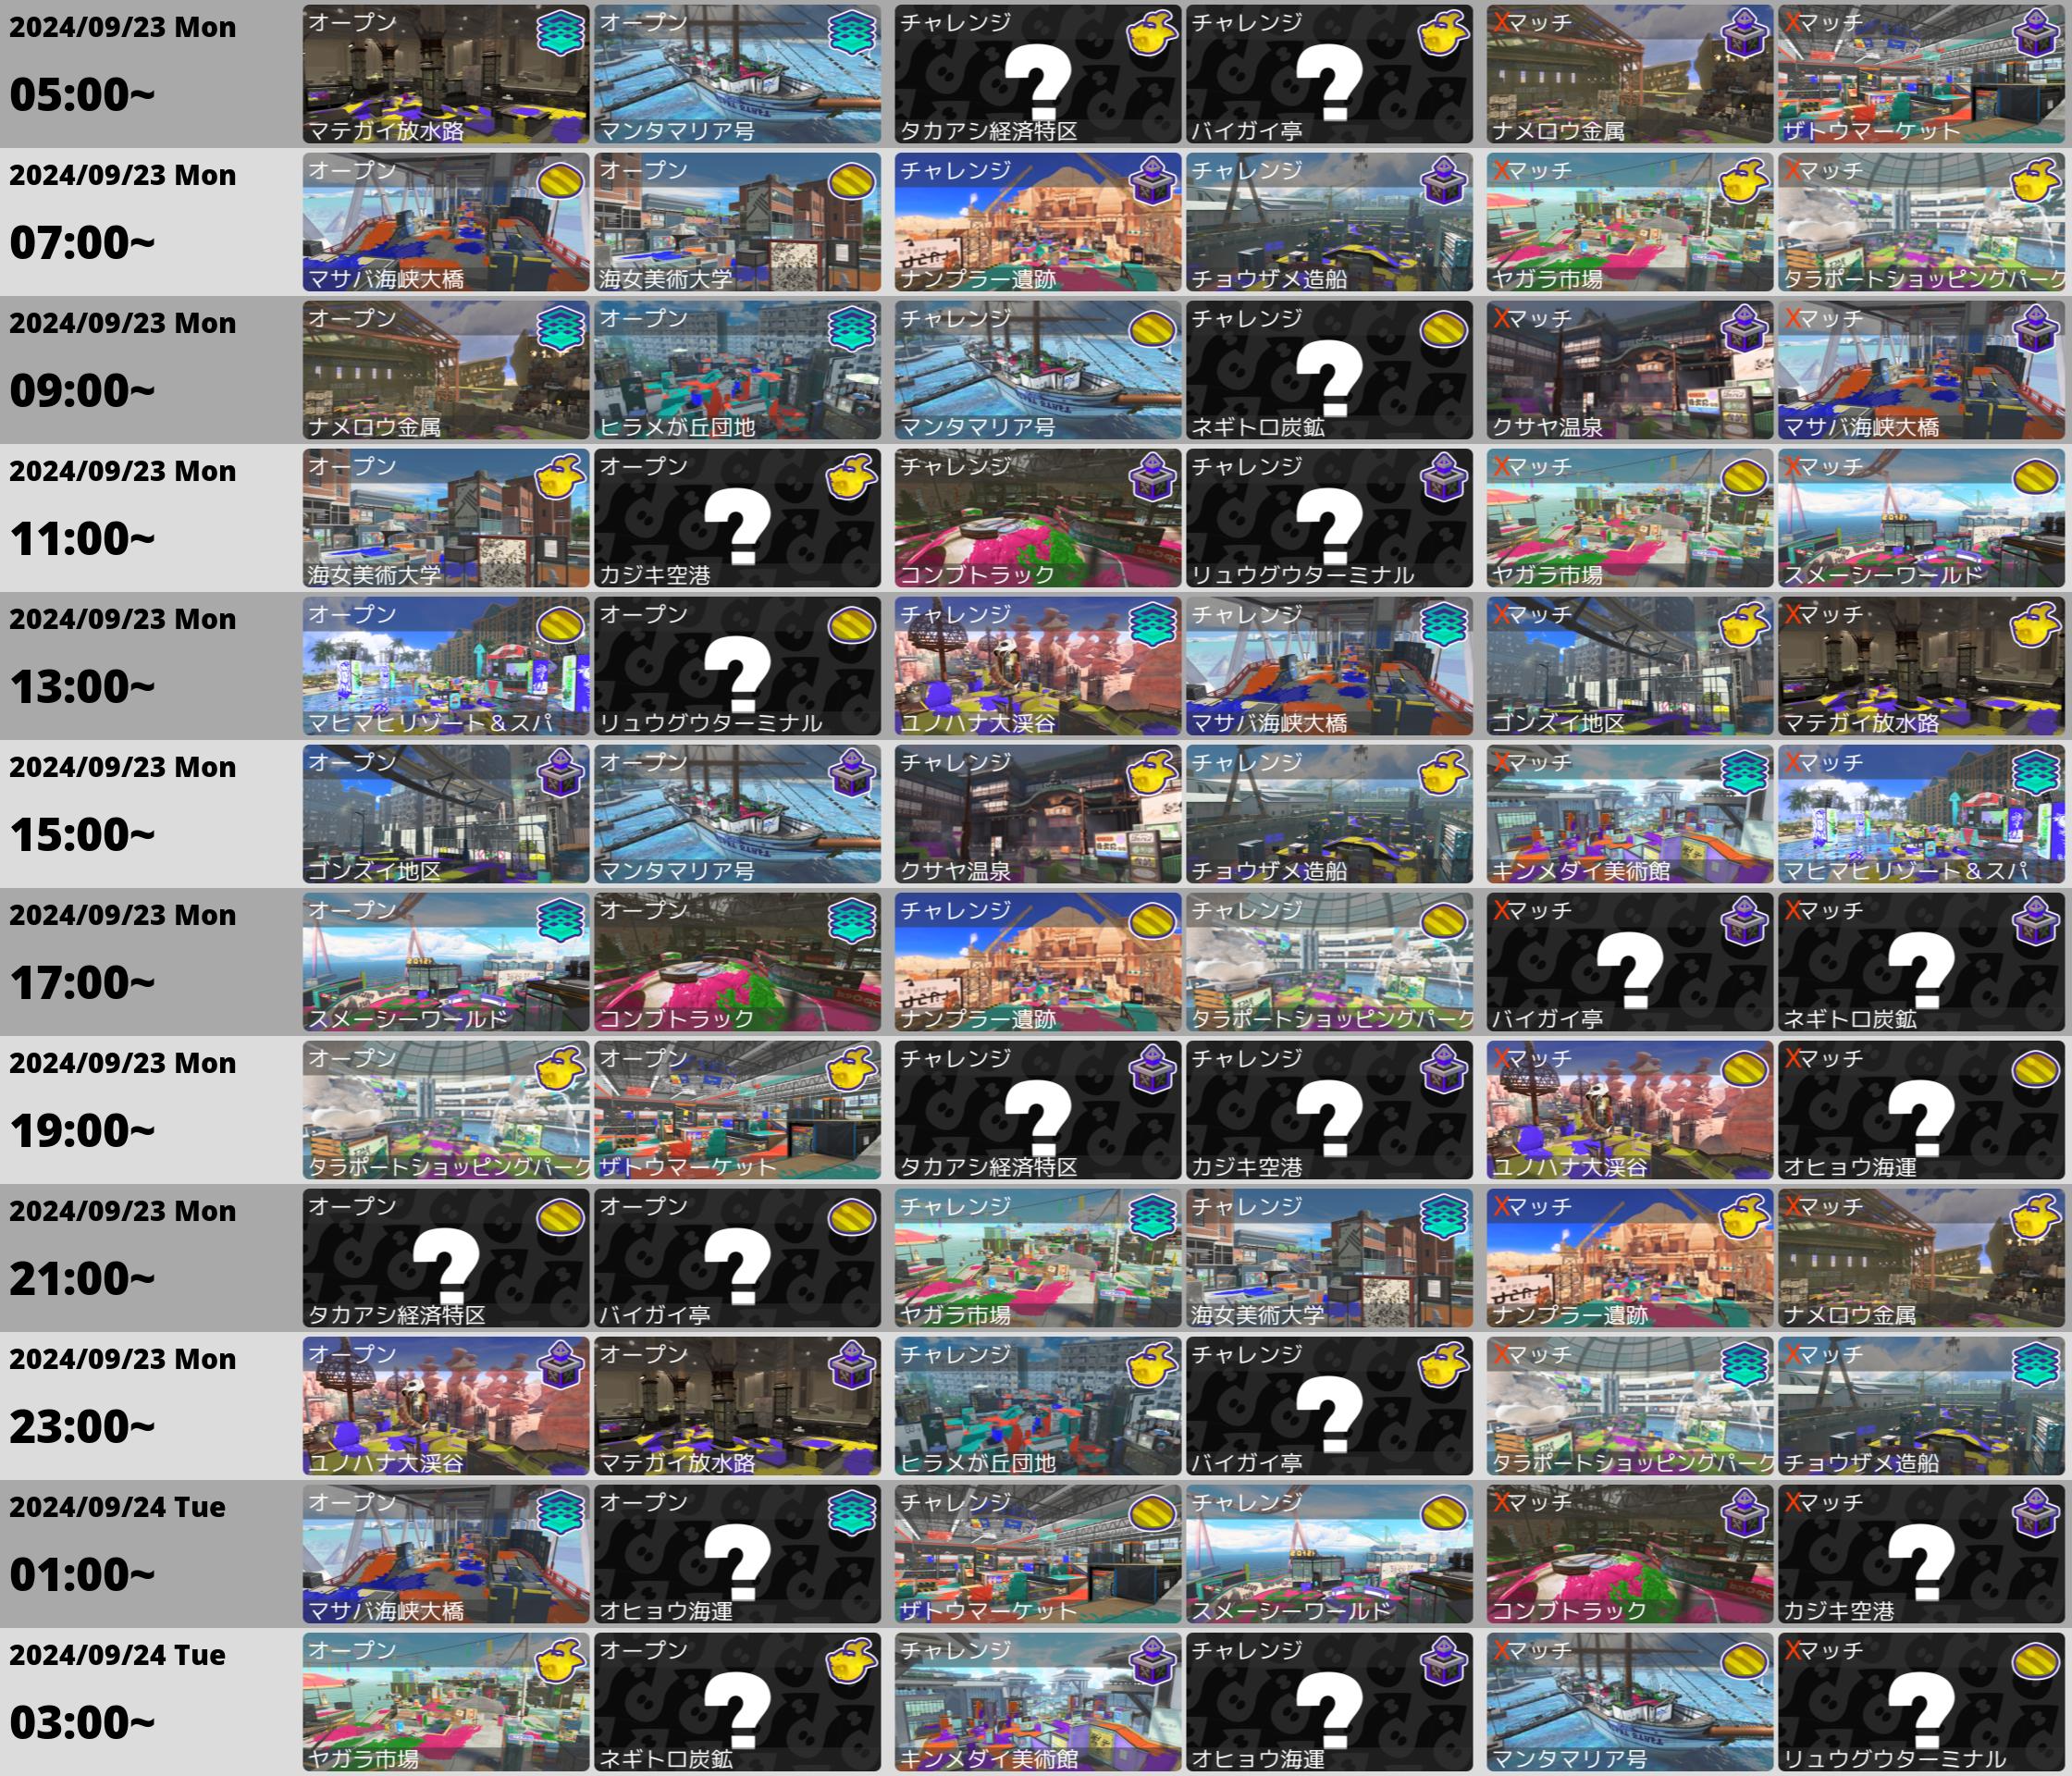 2024/09/23 Mon
05:00~
オープン
マテガイ放水路
オープン
マンタマリア号
チャレンジ
タカアシ経済特区
チャレンジ
バイガイ亭
Xマッチ
ナメロウ金属
Xマッチ
ザトウマーケット
2024/09/23 Mon
07:00~
オープン
マサバ海峡大橋
オープン
海女美術大学
チャレンジ
ナンプラー遺跡
チャレンジ
チョウザメ造船
Xマッチ
ヤガラ市場
Xマッチ
タラポートショッピングパーク
2024/09/23 Mon
09:00~
オープン
ナメロウ金属
オープン
ヒラメが丘団地
チャレンジ
マンタマリア号
チャレンジ
ネギトロ炭鉱
Xマッチ
クサヤ温泉
Xマッチ
マサバ海峡大橋
2024/09/23 Mon
11:00~
オープン
海女美術大学
オープン
カジキ空港
チャレンジ
コンブトラック
チャレンジ
リュウグウターミナル
Xマッチ
ヤガラ市場
Xマッチ
スメーシーワールド
2024/09/23 Mon
13:00~
オープン
マヒマヒリゾート＆スパ
オープン
リュウグウターミナル
チャレンジ
ユノハナ大渓谷
チャレンジ
マサバ海峡大橋
Xマッチ
ゴンズイ地区
Xマッチ
マテガイ放水路
2024/09/23 Mon
15:00~
オープン
ゴンズイ地区
オープン
マンタマリア号
チャレンジ
クサヤ温泉
チャレンジ
チョウザメ造船
Xマッチ
キンメダイ美術館
Xマッチ
マヒマヒリゾート＆スパ
2024/09/23 Mon
17:00~
オープン
スメーシーワールド
オープン
コンブトラック
チャレンジ
ナンプラー遺跡
チャレンジ
タラポートショッピングパーク
Xマッチ
バイガイ亭
Xマッチ
ネギトロ炭鉱
2024/09/23 Mon
19:00~
オープン
タラポートショッピングパーク
オープン
ザトウマーケット
チャレンジ
タカアシ経済特区
チャレンジ
カジキ空港
Xマッチ
ユノハナ大渓谷
Xマッチ
オヒョウ海運
2024/09/23 Mon
21:00~
オープン
タカアシ経済特区
オープン
バイガイ亭
チャレンジ
ヤガラ市場
チャレンジ
海女美術大学
Xマッチ
ナンプラー遺跡
Xマッチ
ナメロウ金属
2024/09/23 Mon
23:00~
オープン
ユノハナ大渓谷
オープン
マテガイ放水路
チャレンジ
ヒラメが丘団地
チャレンジ
バイガイ亭
Xマッチ
タラポートショッピングパーク
Xマッチ
チョウザメ造船
2024/09/24 Tue
01:00~
オープン
マサバ海峡大橋
オープン
オヒョウ海運
チャレンジ
ザトウマーケット
チャレンジ
スメーシーワールド
Xマッチ
コンブトラック
Xマッチ
カジキ空港
2024/09/24 Tue
03:00~
オープン
ヤガラ市場
オープン
ネギトロ炭鉱
チャレンジ
キンメダイ美術館
チャレンジ
オヒョウ海運
Xマッチ
マンタマリア号
Xマッチ
リュウグウターミナル